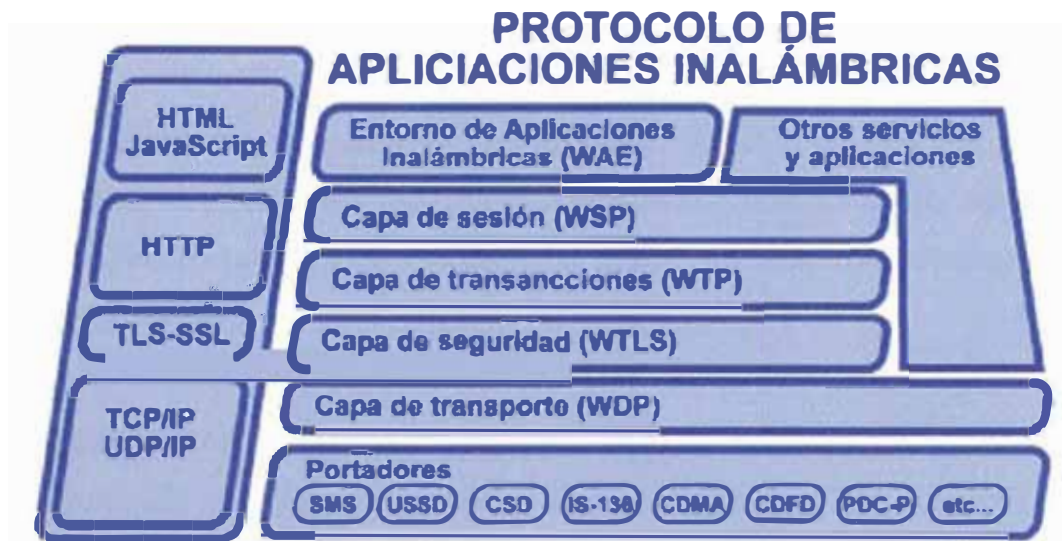 PROTOCOLO DE
APLICIACIONES INALÁMBRICAS
HTML
JavaScript
HTTP
TLS-SSL
TCP/IP
UDP/IP
Entorno de Aplicaciones
Inalámbricas (WAE)
Otros servicios
y aplicaciones
Capa de sesión (WSP)
Capa de transancciones (WTP)
Capa de seguridad (WTLS)
Capa de transporte (WDP)
Portadores
SMS
USSD
CSD
IS-136
CDMA
CDFD
PDC-P
etc...